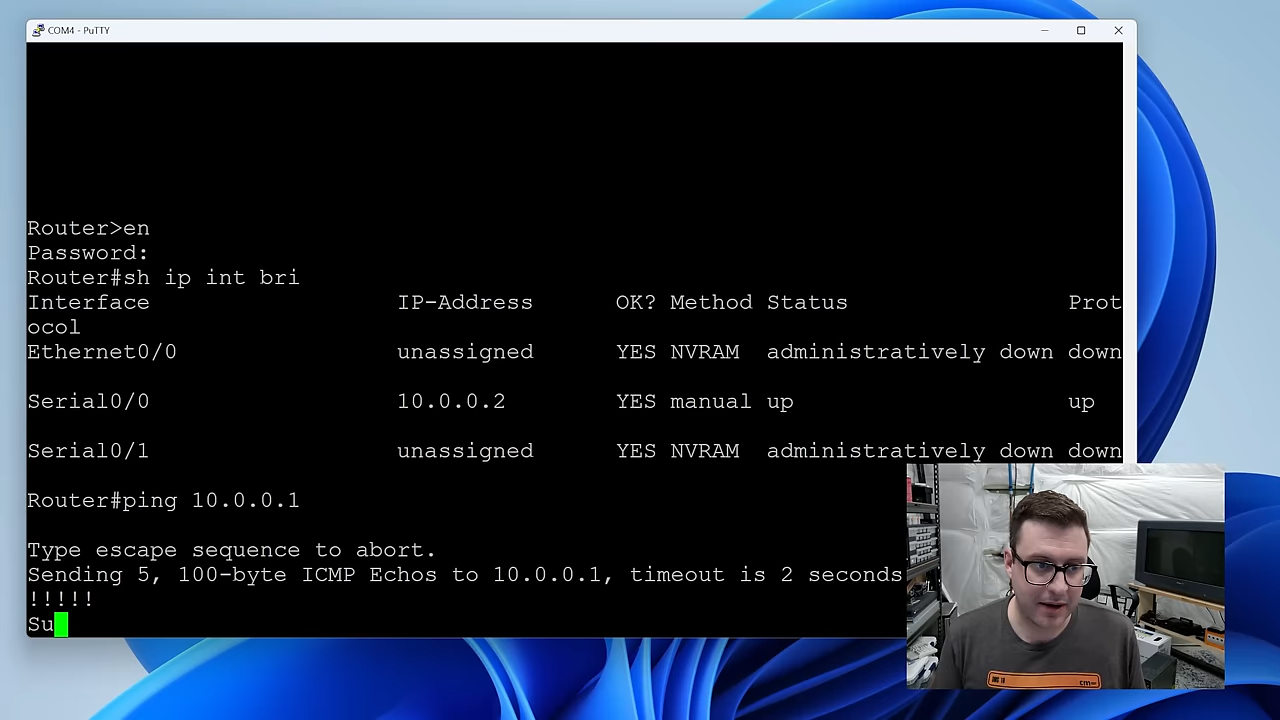 COM4 - PuTTY
Router>en
Password:
Router#sh ip int bri
Interface IP-Address OK? Method Status Prot
ocol
Ethernet0/0 unassigned YES NVRAM administratively down down
Serial0/0 10.0.0.2 YES manual up up
Serial0/1 unassigned YES NVRAM administratively down down
Router#ping 10.0.0.1
Type escape sequence to abort.
Sending 5, 100-byte ICMP Echos to 10.0.0.1, timeout is 2 seconds
!!!!!
Su